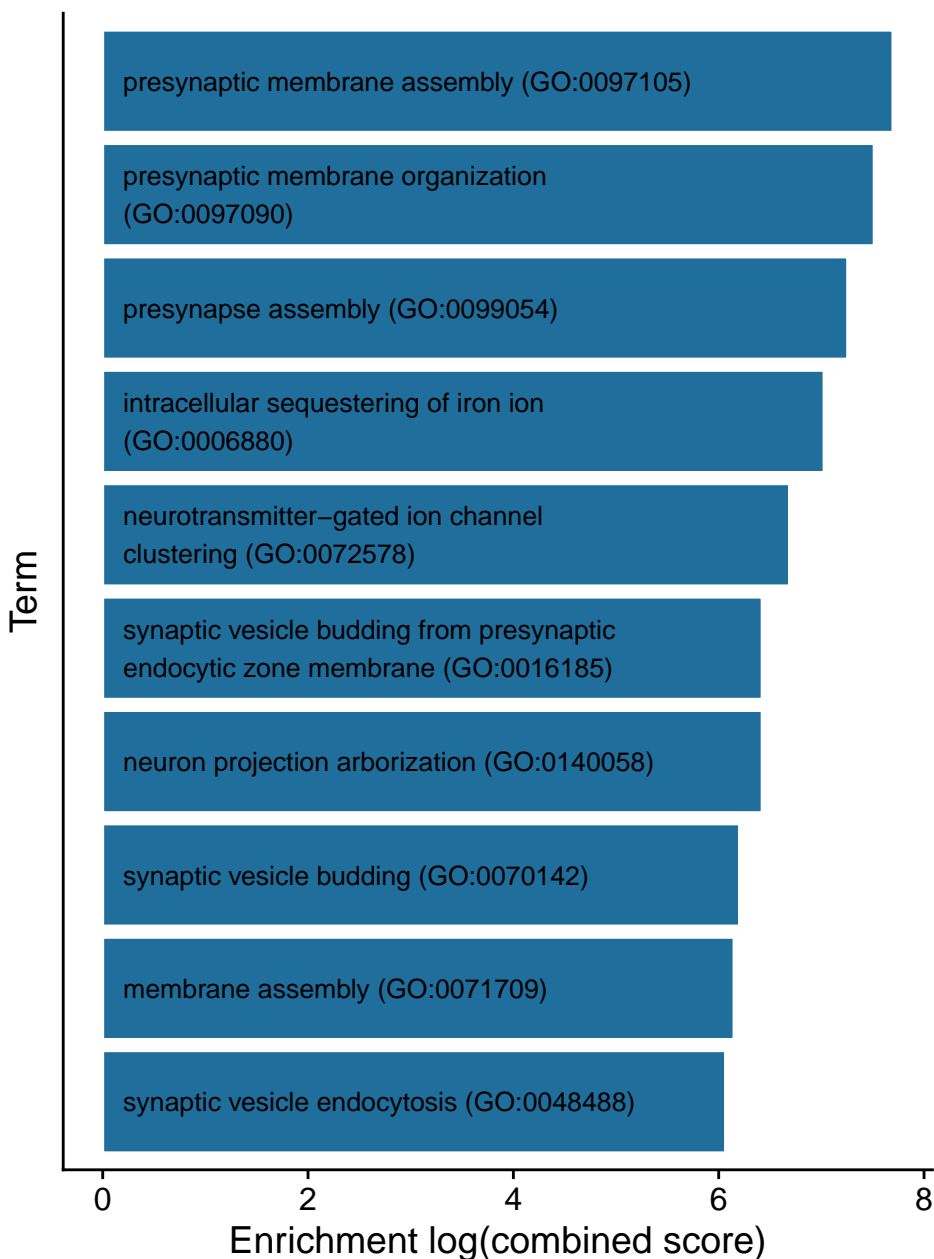 presynaptic membrane assembly (GO:0097105)
presynaptic membrane organization
(GO:0097090)
presynapse assembly (GO:0099054)
intracellular sequestering of iron ion
(GO:0006880)
neurotransmitter−gated ion channel
clustering (GO:0072578)
synaptic vesicle budding from presynaptic
endocytic zone membrane (GO:0016185)
neuron projection arborization (GO:0140058)
synaptic vesicle budding (GO:0070142)
membrane assembly (GO:0071709)
synaptic vesicle endocytosis (GO:0048488)
Term
0 2 4 6 8
Enrichment log(combined score)